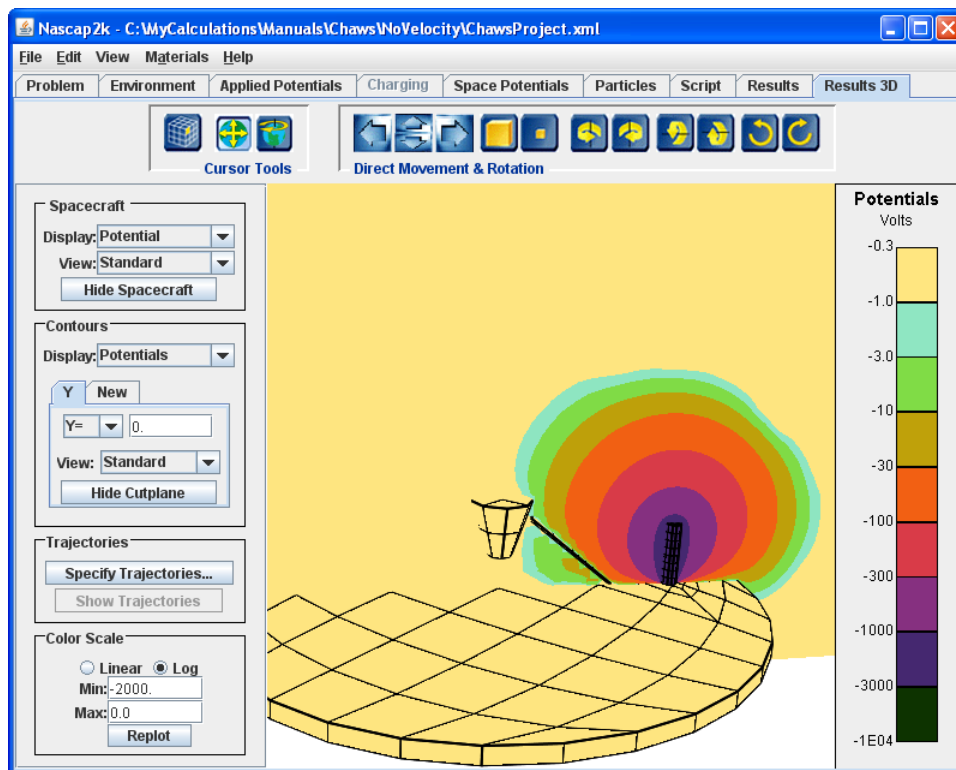 Nascap2k - C:\MyCalculations\Manuals\Chaws\NoVelocity\ChawsProject.xml
File Edit View Materials Help
Problem Environment Applied Potentials Charging Space Potentials Particles Script Results Results 3D
Cursor Tools Direct Movement & Rotation
Spacecraft
Display: Potential
View: Standard
Hide Spacecraft
Contours
Display: Potentials
Y New
Y= 0.
View: Standard
Hide Cutplane
Trajectories
Specify Trajectories...
Show Trajectories
Color Scale
Linear Log
Min: -2000.
Max: 0.0
Replot
Potentials
Volts
-0.3
-1.0
-3.0
-10
-30
-100
-300
-1000
-3000
-1E04